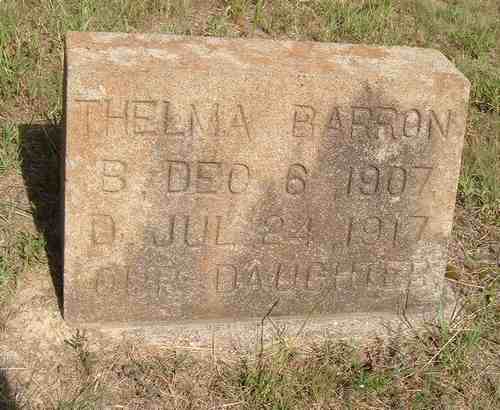 THELMA BARRON
B. DEC 6 1907
D. JUL 24 1917
OUR DAUGHTER